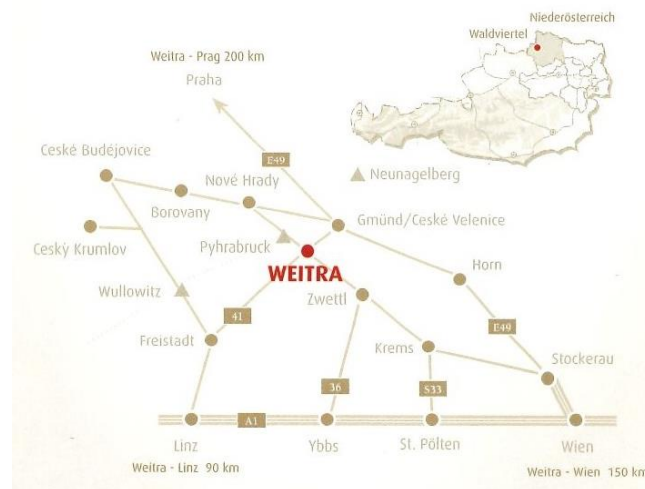 Niederösterreich
Waldviertel
Weitra - Prag 200 km
Praha
E49
České Budéjovice
Nové Hrady
Neunagelberg
Borovany
Gmünd/České Velenice
Český Krumlov
Pyhrabruck
WEITRA
Horn
Wullowitz
Zwettl
41
E49
Freistadt
Krems
Stockerau
36
S33
A1
Linz
Ybbs
St. Pölten
Wien
Weitra - Linz 90 km
Weitra - Wien 150 km